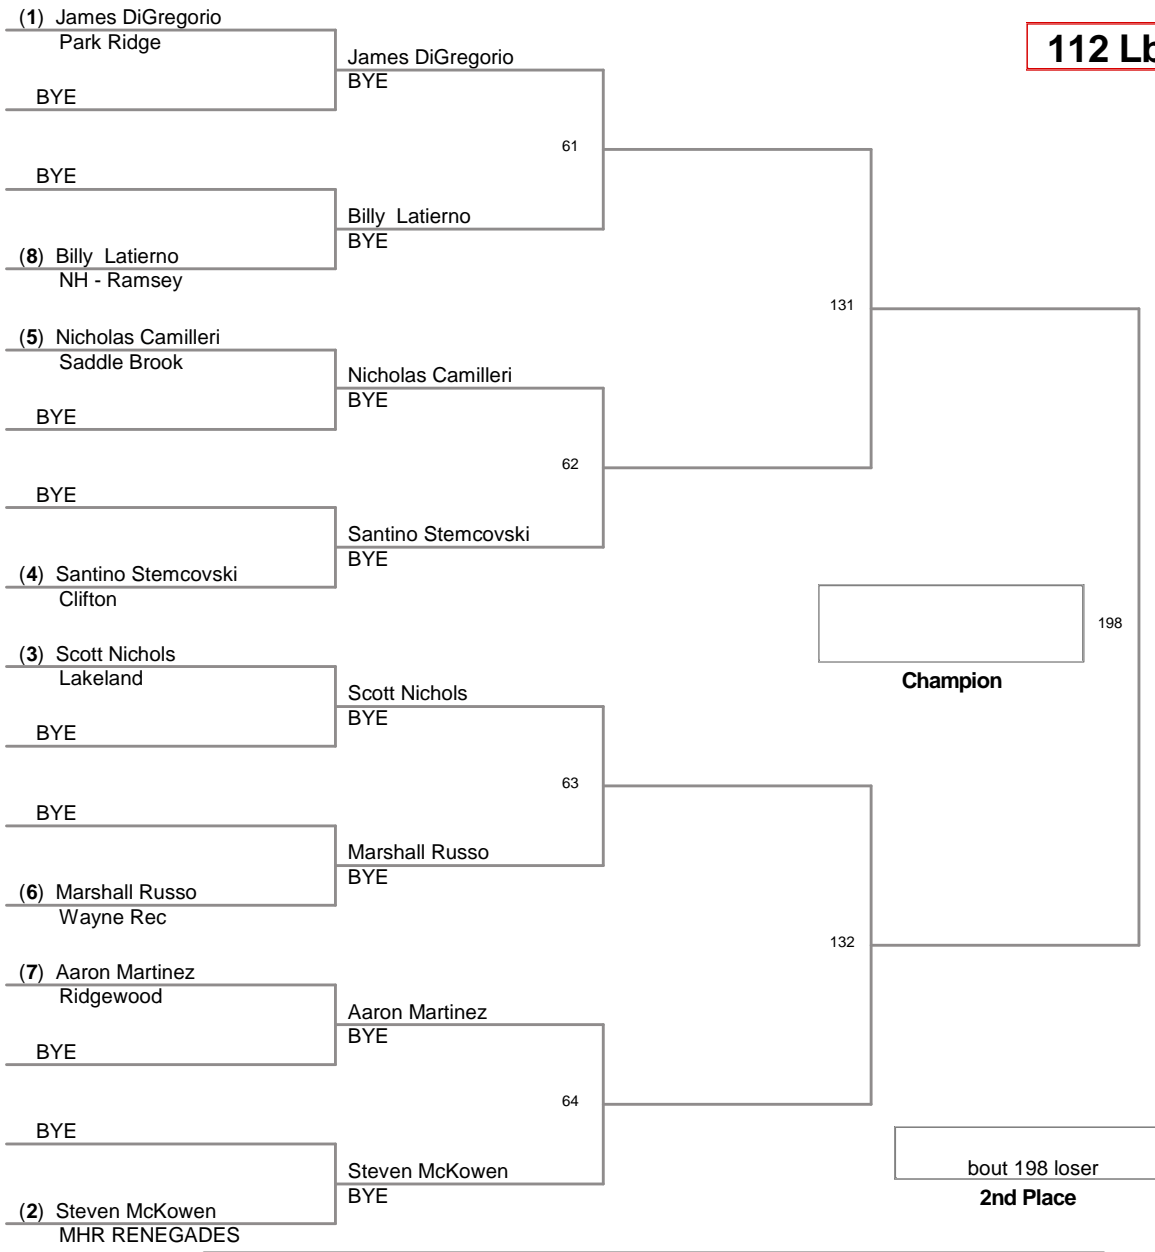 (1) James DiGregorio
Park Ridge
James DiGregorio
BYE
112 Lb
BYE
61
BYE
Billy Latierno
BYE
(8) Billy Latierno
NH - Ramsey
131
(5) Nicholas Camilleri
Saddle Brook
Nicholas Camilleri
BYE
BYE
62
BYE
Santino Stemcovski
BYE
(4) Santino Stemcovski
Clifton
198
Champion
(3) Scott Nichols
Lakeland
Scott Nichols
BYE
BYE
63
BYE
Marshall Russo
BYE
(6) Marshall Russo
Wayne Rec
132
(7) Aaron Martinez
Ridgewood
Aaron Martinez
BYE
BYE
64
BYE
Steven McKowen
BYE
bout 198 loser
2nd Place
(2) Steven McKowen
MHR RENEGADES